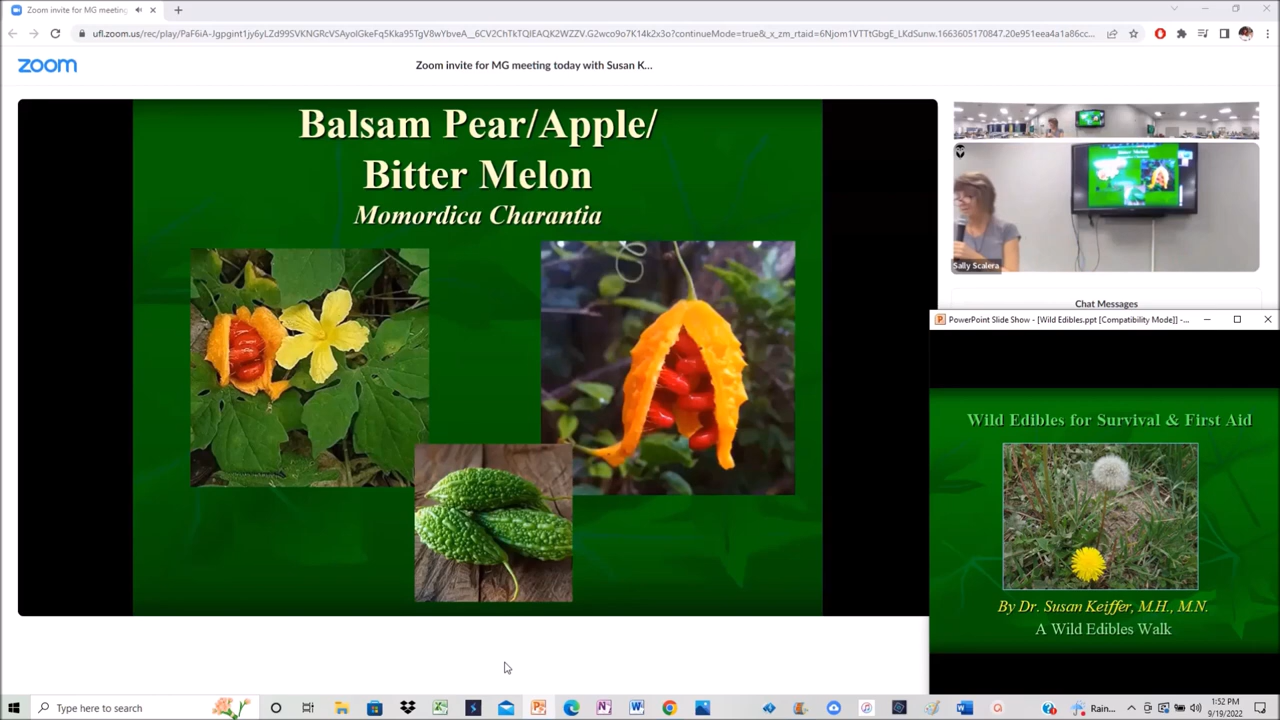 Zoom invite for MG meeting
ufl.zoom.us/rec/play/PaF6iA-Jgpgint1jy6yLZd99SVKNGRcVSAyolGkeFq5Kka95TgV8wYbveA__6CV2ChTkTQIEAQK2WZZV.G2wco9o7K14k2x3o?continueMode=true&_x_zm_rtaid=6Njom1VTTtGbgE_LKdSunw.1663605170847.20e951eea4a1a86cc...
zoom
Zoom invite for MG meeting today with Susan K...
Balsam Pear/Apple/
Bitter Melon
Momordica Charantia
Bitter Melon
Sally Scalera
Chat Messages
PowerPoint Slide Show - [Wild Edibles.ppt [Compatibility Mode]] -...
Wild Edibles for Survival & First Aid
By Dr. Susan Keiffer, M.H., M.N.
A Wild Edibles Walk
Type here to search
Rain...
1:52 PM
9/19/2022